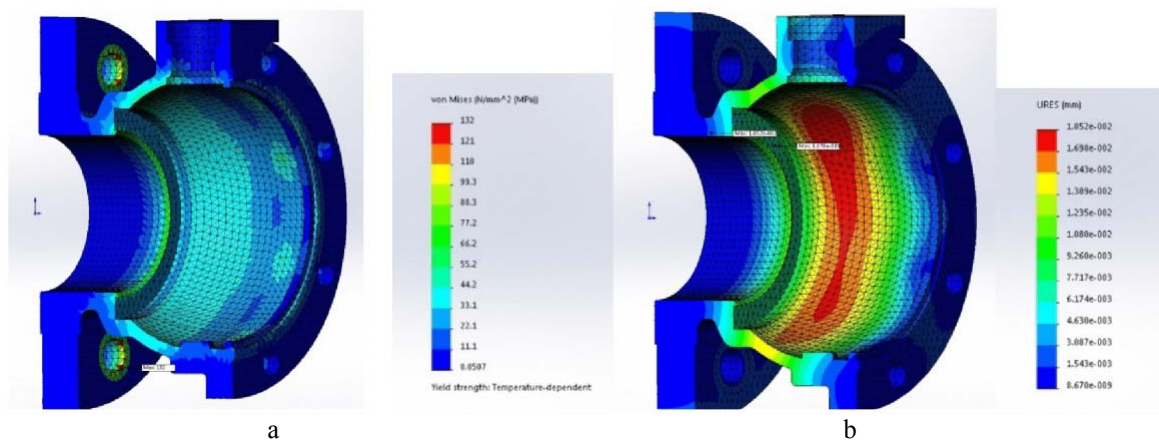 von Mises (N/mm^2 (MPa))
132
121
110
99.3
88.3
77.2
66.2
55.2
44.2
33.1
22.1
11.1
0.0507
Yield strength: Temperature-dependent
Max: 132
a
URES (mm)
1.852e-002
1.690e-002
1.543e-002
1.389e-002
1.235e-002
1.080e-002
9.260e-003
7.717e-003
6.174e-003
4.630e-003
3.087e-003
1.543e-003
8.670e-009
b